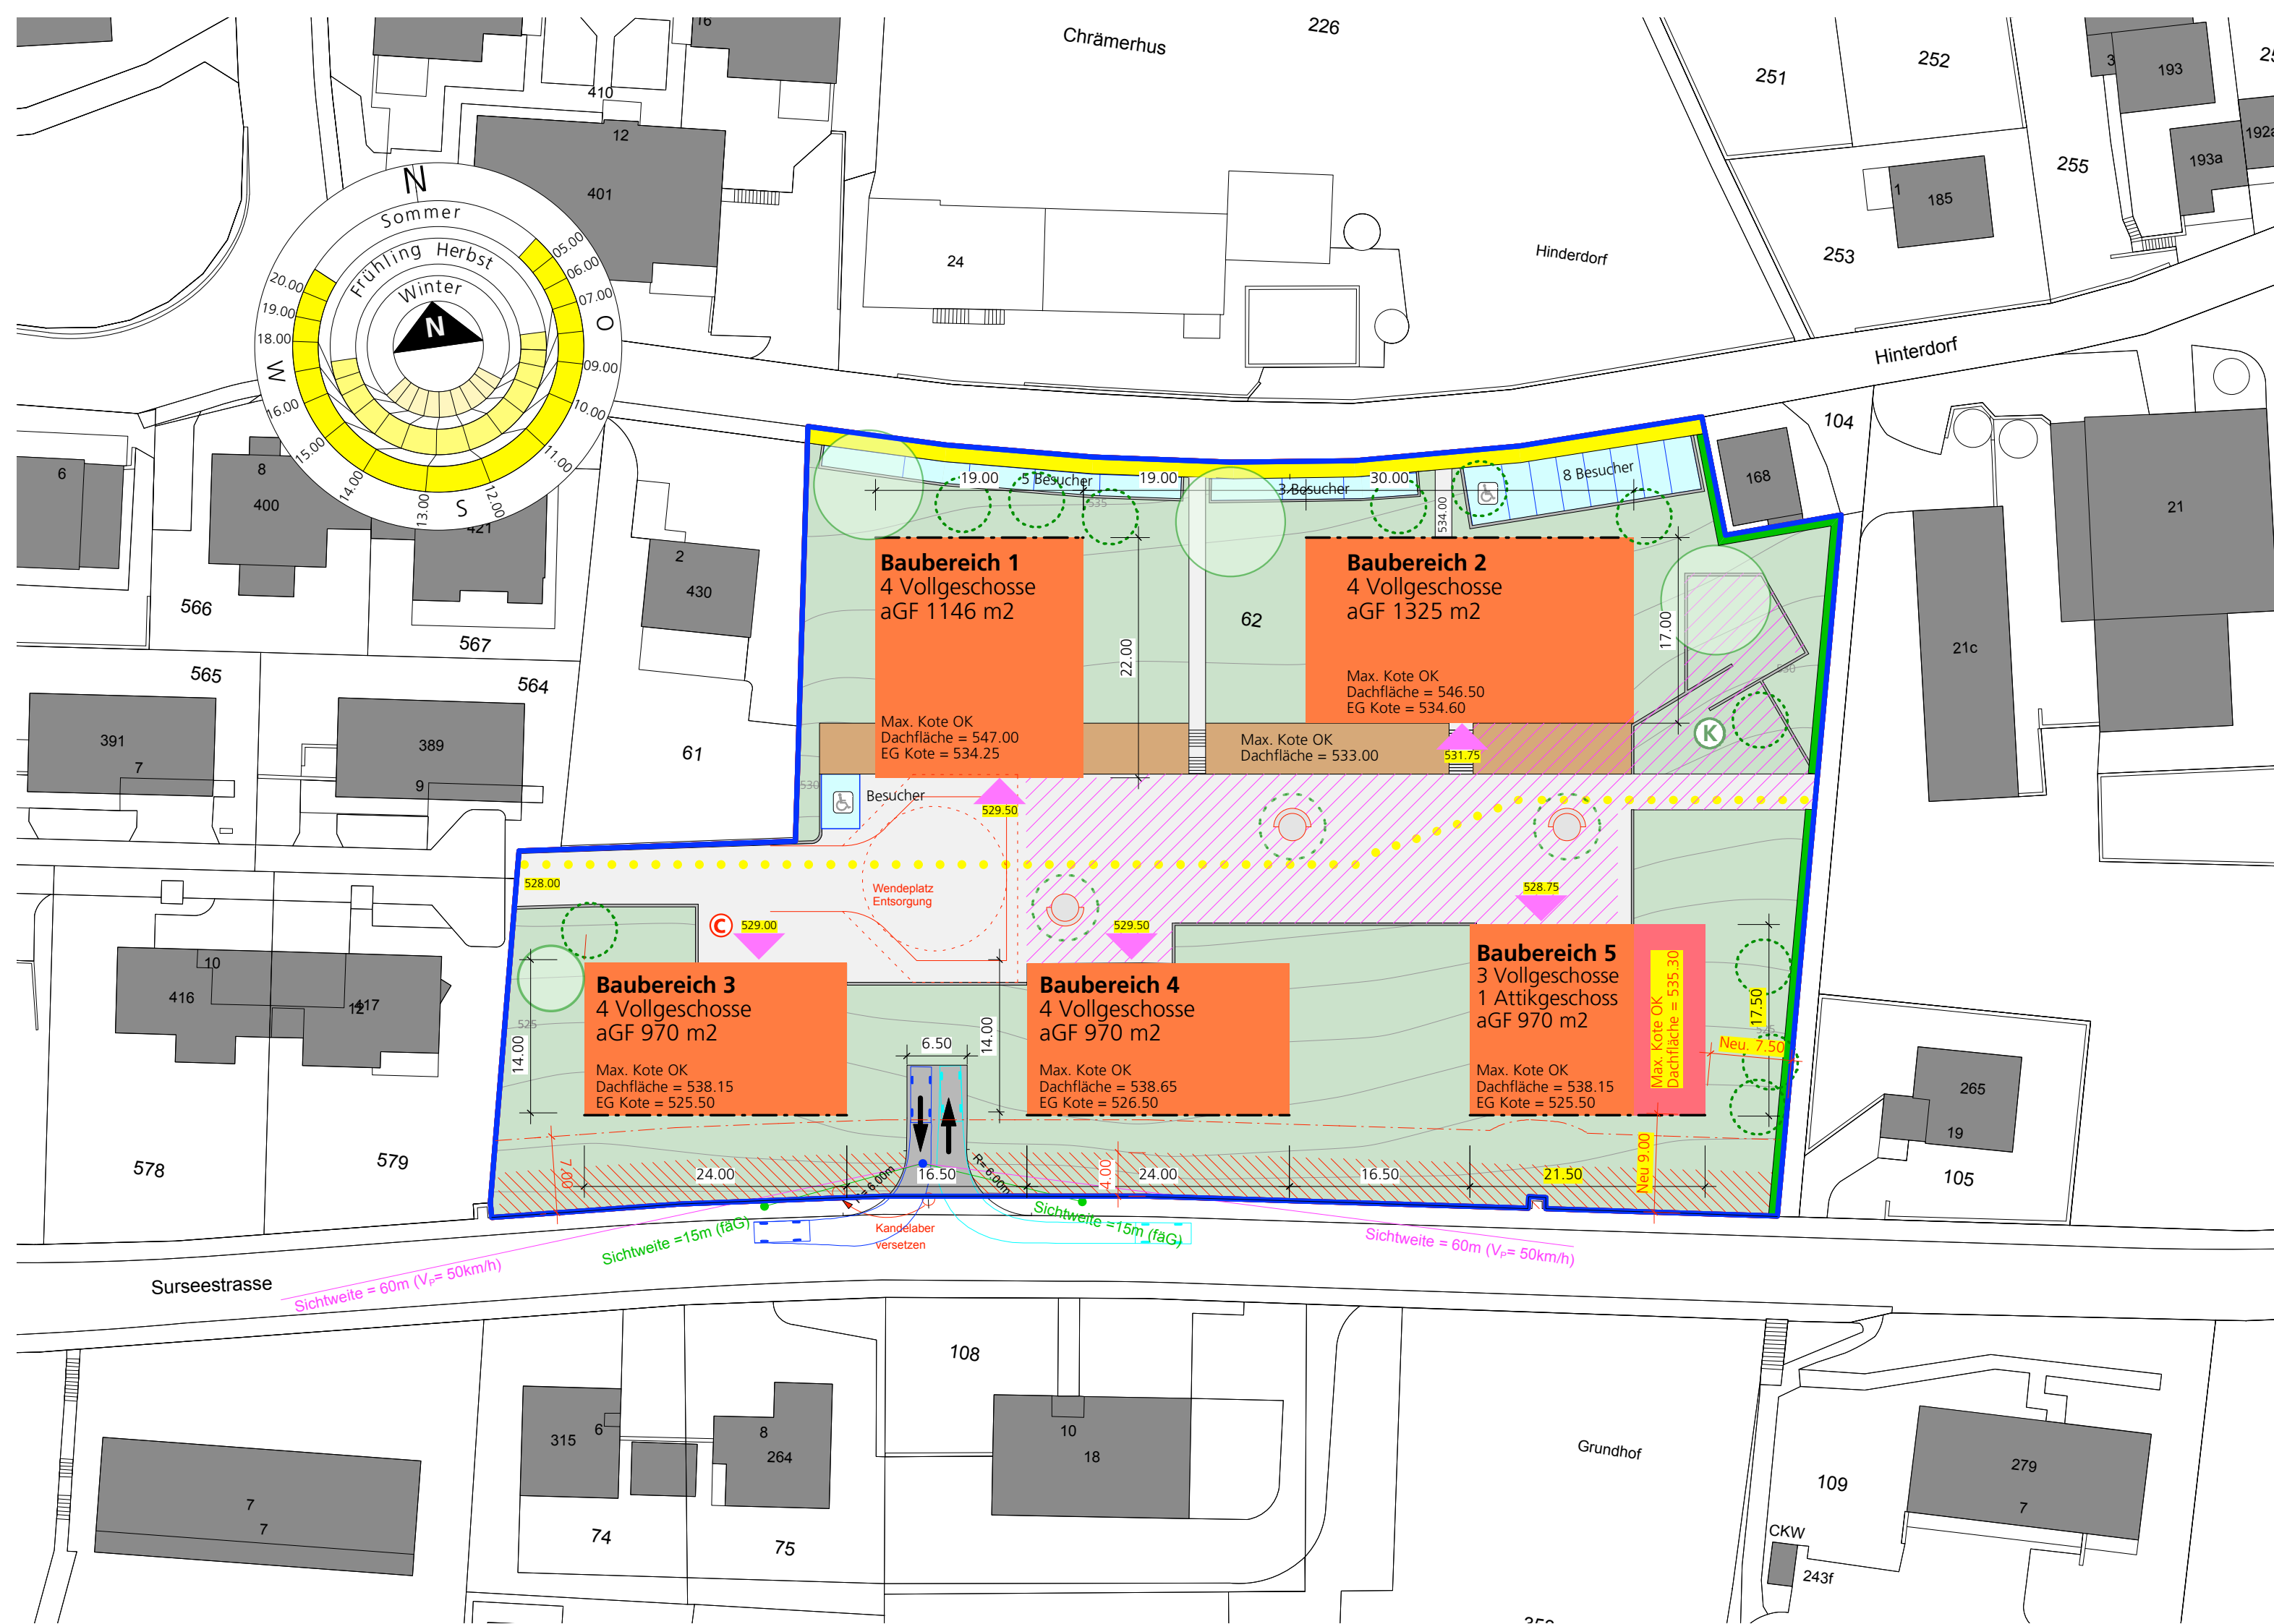 16
Chrämerhus
226
251
252
3
193
192a
193a
255
410
12
401
1
185
253
24
Hinderdorf
Hinterdorf
N
Sommer
Frühling Herbst
Winter
N
O
S
W
05.00
06.00
07.00
09.00
10.00
11.00
12.00
13.00
14.00
15.00
16.00
18.00
19.00
20.00
6
8
400
421
2
430
566
567
565
564
391
7
389
9
61
104
168
21
21c
19.00
5 Besucher
19.00
3 Besucher
30.00
8 Besucher
535
534.00
Baubereich 1
4 Vollgeschosse
aGF 1146 m2
Max. Kote OK
Dachfläche = 547.00
EG Kote = 534.25
22.00
62
Baubereich 2
4 Vollgeschosse
aGF 1325 m2
Max. Kote OK
Dachfläche = 546.50
EG Kote = 534.60
17.00
530
K
Max. Kote OK
Dachfläche = 533.00
531.75
530
Besucher
529.50
528.00
Wendeplatz
Entsorgung
C
529.00
529.50
528.75
Baubereich 3
4 Vollgeschosse
aGF 970 m2
Max. Kote OK
Dachfläche = 538.15
EG Kote = 525.50
14.00
525
6.50
14.00
Baubereich 4
4 Vollgeschosse
aGF 970 m2
Max. Kote OK
Dachfläche = 538.65
EG Kote = 526.50
Baubereich 5
3 Vollgeschosse
1 Attikgeschoss
aGF 970 m2
Max. Kote OK
Dachfläche = 538.15
EG Kote = 525.50
Max. Kote OK
Dachfläche = 535.30
17.50
Neu. 7.50
Neu 9.00
7.00
24.00
R= 6.00m
16.50
R= 6.00m
4.00
24.00
16.50
21.50
416
10
12
417
578
579
265
19
105
Kandelaber
versetzen
Sichtweite =15m (fäG)
Sichtweite =15m (fäG)
Sichtweite = 60m (VP= 50km/h)
Sichtweite = 60m (VP= 50km/h)
Surseestrasse
108
315
6
8
264
10
18
74
75
7
7
Grundhof
109
279
7
CKW
243f